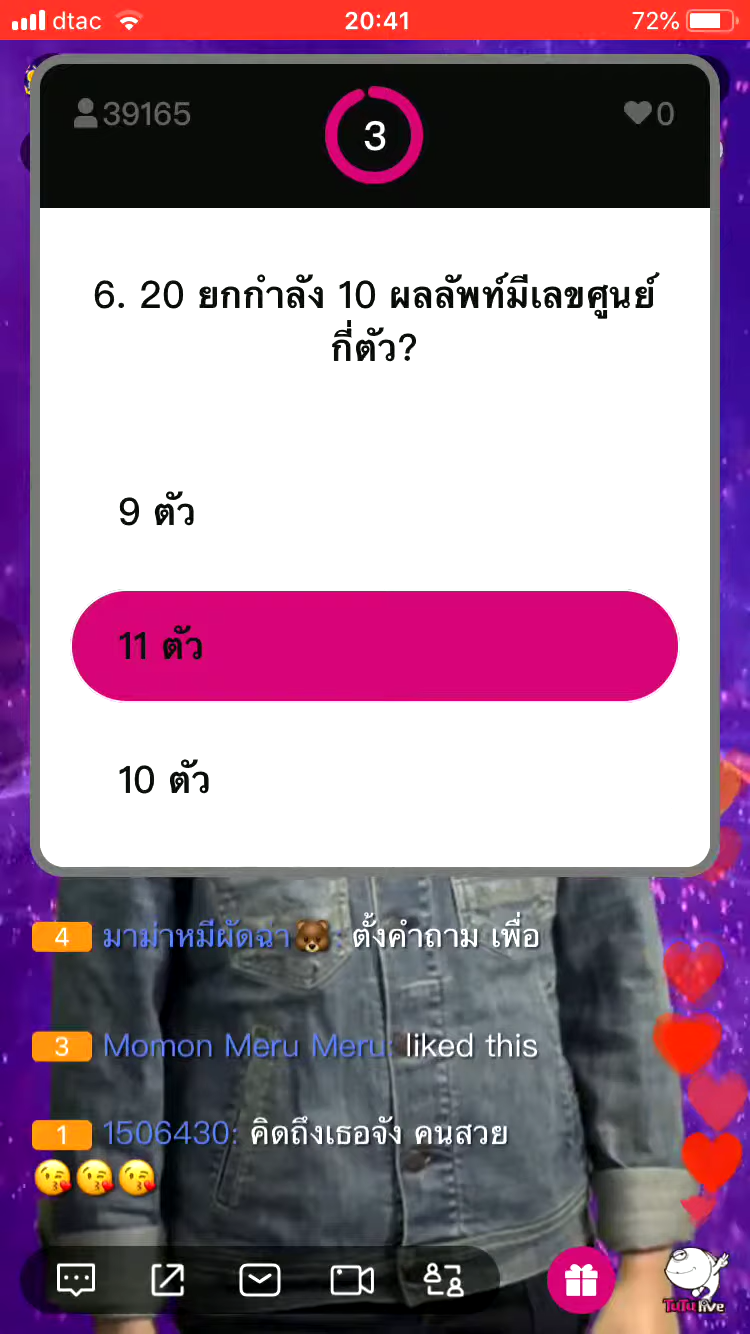 dtac 20:41 72%
39165 3 0
6. 20 ยกกำลัง 10 ผลลัพท์มีเลขศูนย์
กี่ตัว?
9 ตัว
11 ตัว
10 ตัว
4 มาม่าหมีผัดฉ่า🐻: ตั้งคำถาม เพื่อ
3 Momon Meru Meru: liked this
1 1506430: คิดถึงเธอจัง คนสวย
😘😘😘
TuTu live